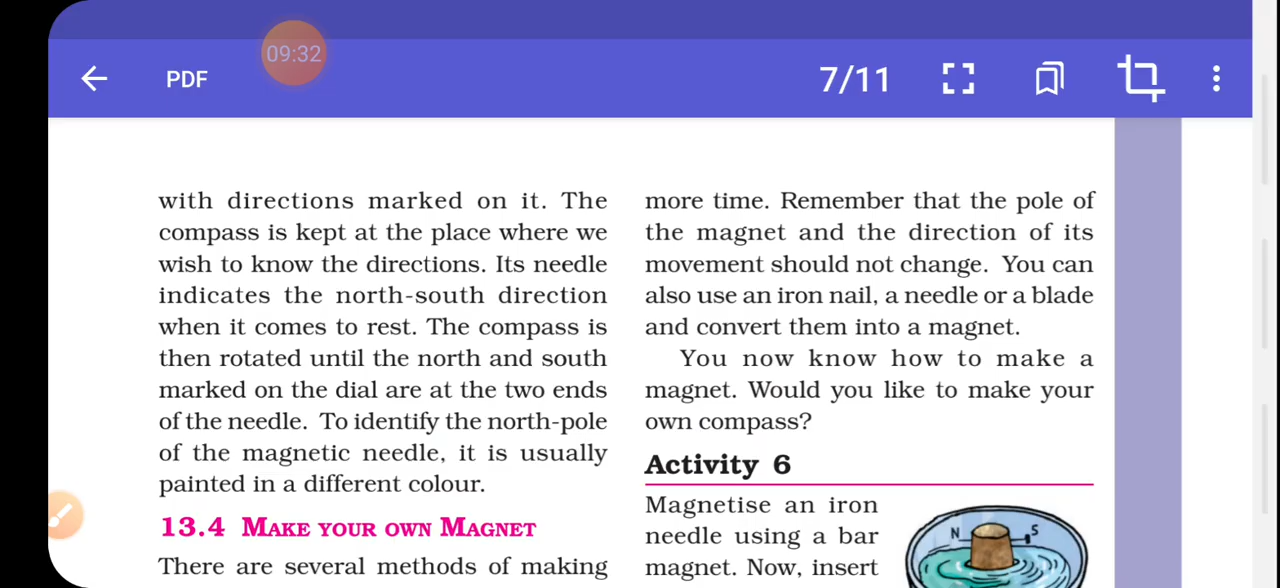 09:32
PDF
7/11
with directions marked on it. The
compass is kept at the place where we
wish to know the directions. Its needle
indicates the north-south direction
when it comes to rest. The compass is
then rotated until the north and south
marked on the dial are at the two ends
of the needle. To identify the north-pole
of the magnetic needle, it is usually
painted in a different colour.
13.4 MAKE YOUR OWN MAGNET
There are several methods of making
more time. Remember that the pole of
the magnet and the direction of its
movement should not change. You can
also use an iron nail, a needle or a blade
and convert them into a magnet.
You now know how to make a
magnet. Would you like to make your
own compass?
Activity 6
Magnetise an iron
needle using a bar
magnet. Now, insert
N S